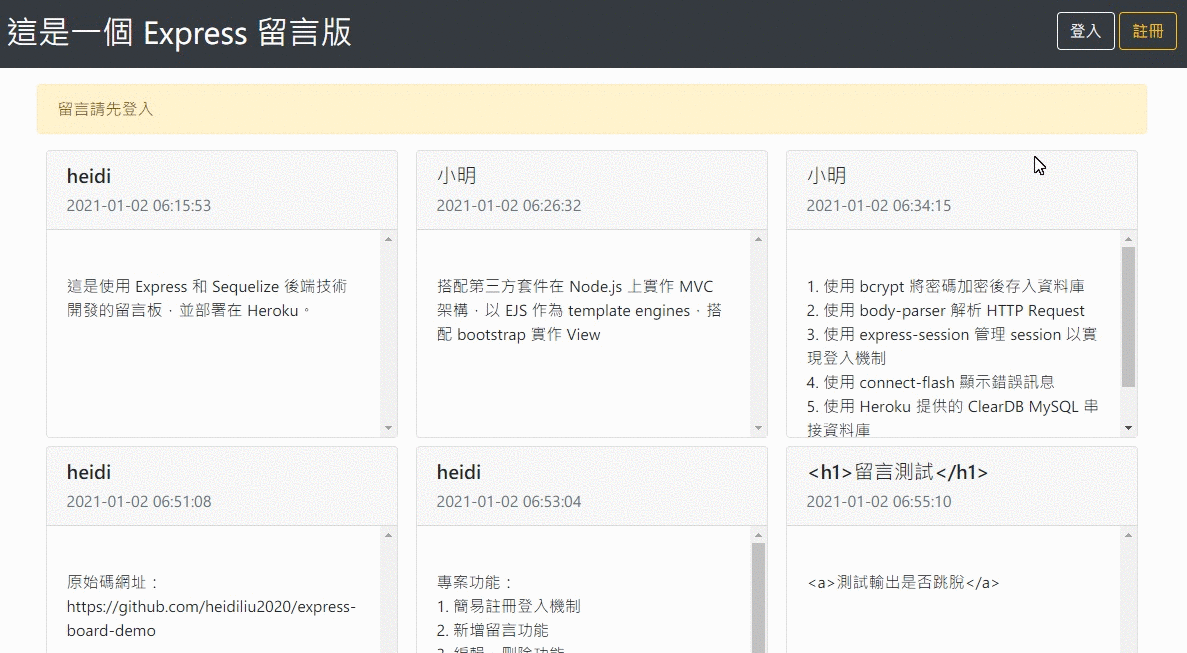 這是一個 Express 留言版
登入
註冊
留言請先登入
heidi
2021-01-02 06:15:53
這是使用 Express 和 Sequelize 後端技術
開發的留言板，並部署在 Heroku。
小明
2021-01-02 06:26:32
搭配第三方套件在 Node.js 上實作 MVC
架構，以 EJS 作為 template engines，搭
配 bootstrap 實作 View
小明
2021-01-02 06:34:15
1. 使用 bcrypt 將密碼加密後存入資料庫
2. 使用 body-parser 解析 HTTP Request
3. 使用 express-session 管理 session 以實
現登入機制
4. 使用 connect-flash 顯示錯誤訊息
5. 使用 Heroku 提供的 ClearDB MySQL 串
接資料庫
heidi
2021-01-02 06:51:08
原始碼網址：
https://github.com/heidiliu2020/express-
board-demo
heidi
2021-01-02 06:53:04
專案功能：
1. 簡易註冊登入機制
2. 新增留言功能
3. 編輯、刪除功能
<h1>留言測試</h1>
2021-01-02 06:55:10
<a>測試輸出是否跳脫</a>